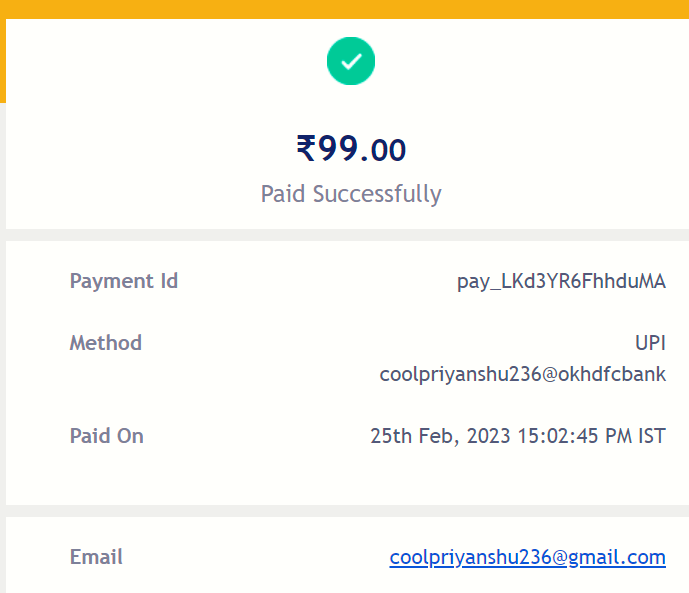 ₹99.00
Paid Successfully
Payment Id pay_LKd3YR6FhhduMA
Method UPI
coolpriyanshu236@okhdfcbank
Paid On 25th Feb, 2023 15:02:45 PM IST
Email coolpriyanshu236@gmail.com